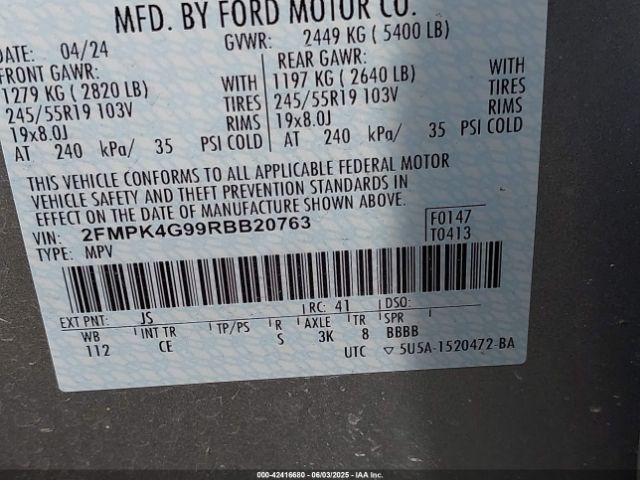 MFD. BY FORD MOTOR CO.
DATE: 04/24 GVWR: 2449 KG ( 5400 LB)
FRONT GAWR: REAR GAWR:
1279 KG ( 2820 LB) WITH 1197 KG ( 2640 LB) WITH
245/55R19 103V TIRES 245/55R19 103V TIRES
19x8.0J RIMS 19x8.0J RIMS
AT 240 kPa/ 35 PSI COLD AT 240 kPa/ 35 PSI COLD
THIS VEHICLE CONFORMS TO ALL APPLICABLE FEDERAL MOTOR
VEHICLE SAFETY AND THEFT PREVENTION STANDARDS IN
EFFECT ON THE DATE OF MANUFACTURE SHOWN ABOVE.
VIN: 2FMPK4G99RBB20763 F0147
TYPE: MPV T0413
EXT PNT: JS RC: 41 DSO:
WB INT TR TP/PS R AXLE TR SPR
112 CE S 3K 8 BBBB
UTC ▽ 5U5A-1520472-BA
00-42416680 - 06/03/2025 - IAA Inc.